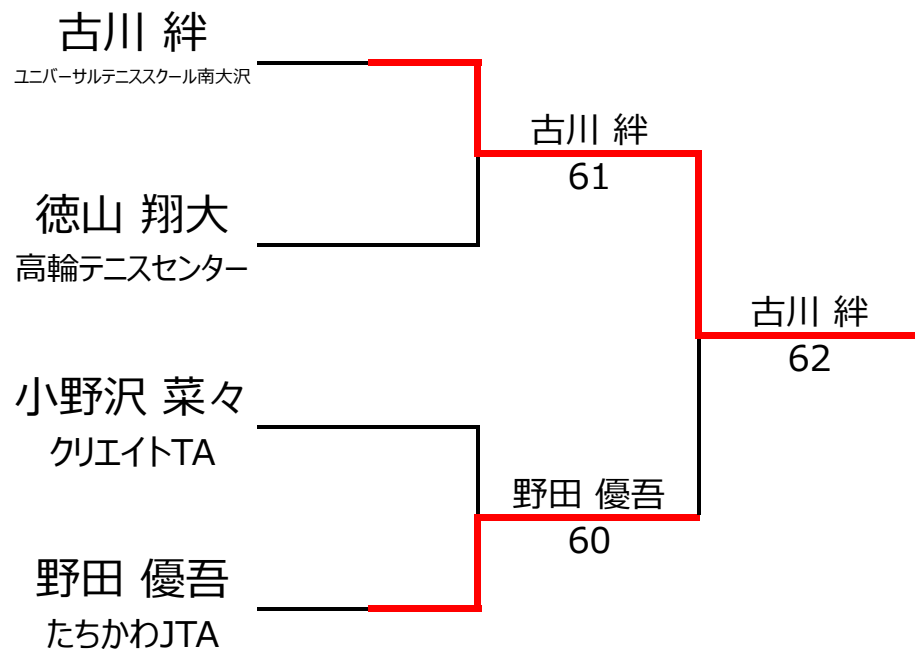 古川 絆
ユニバーサルテニススクール南大沢
古川 絆
61
徳山 翔大
高輪テニスセンター
古川 絆
62
小野沢 菜々
クリエイトTA
野田 優吾
60
野田 優吾
たちかわJTA